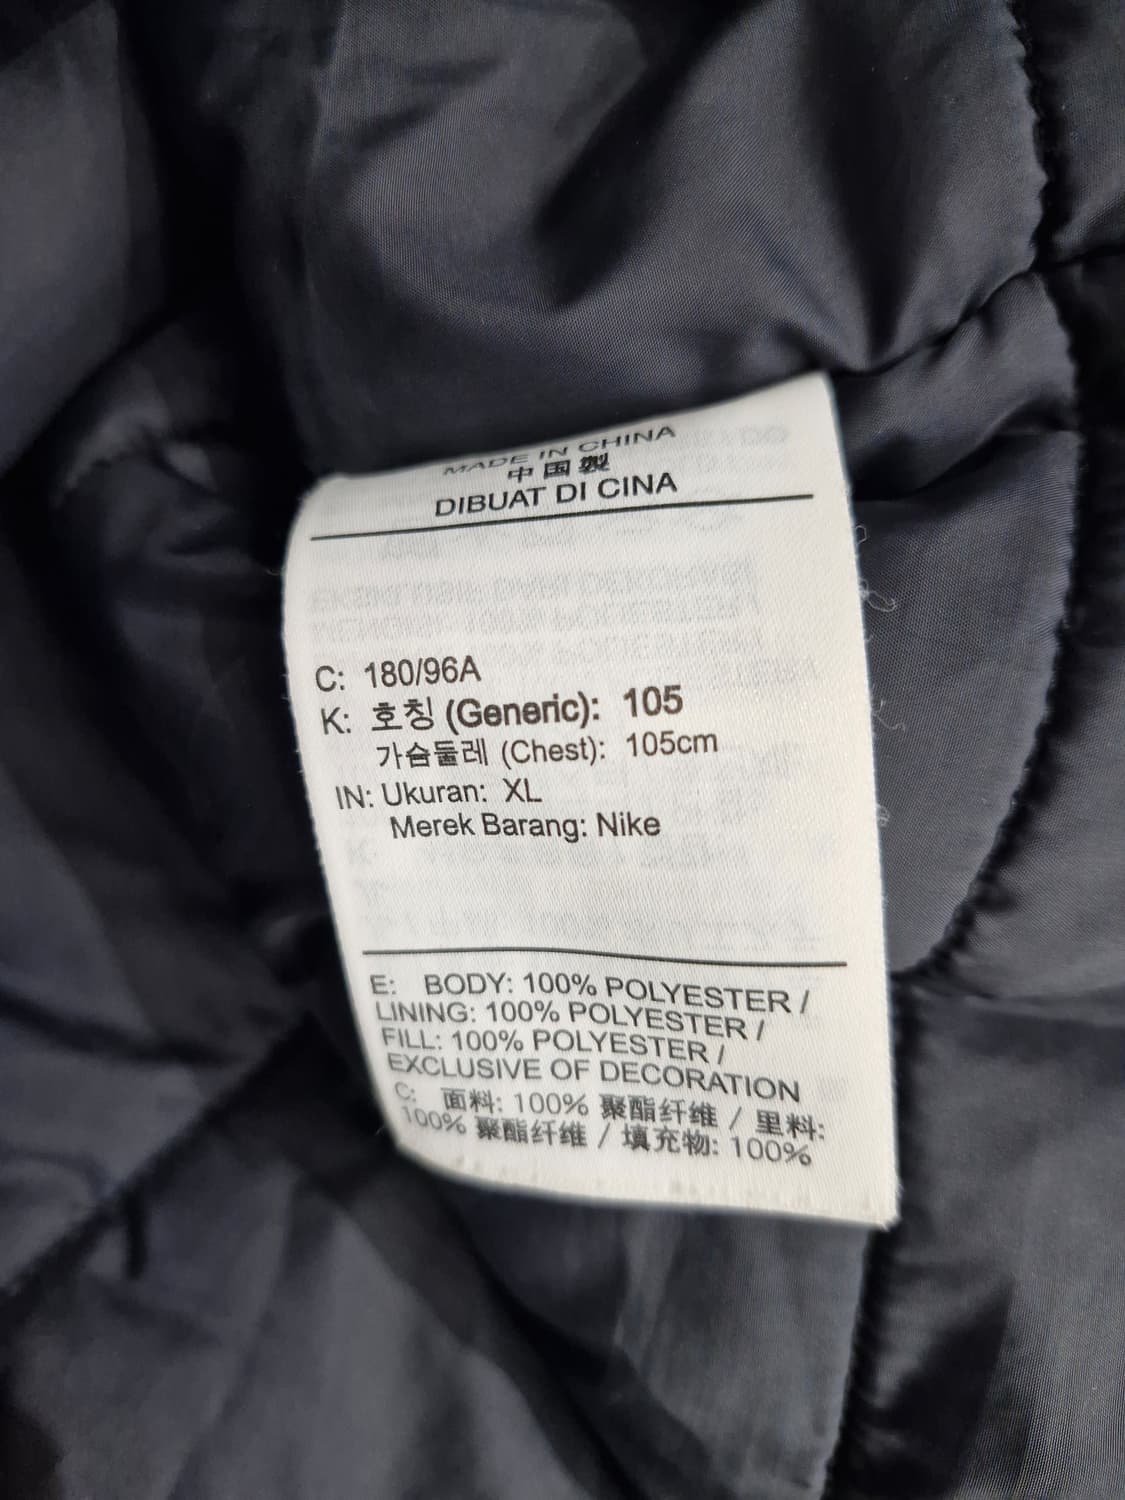 MADE IN CHINA
中国製
DIBUAT DI CINA
C: 180/96A
K: 호칭 (Generic): 105
가슴둘레 (Chest): 105cm
IN: Ukuran: XL
Merek Barang: Nike
E: BODY: 100% POLYESTER /
LINING: 100% POLYESTER /
FILL: 100% POLYESTER /
EXCLUSIVE OF DECORATION
C: 面料: 100% 聚酯纤维 / 里料:
100% 聚酯纤维 / 填充物: 100%